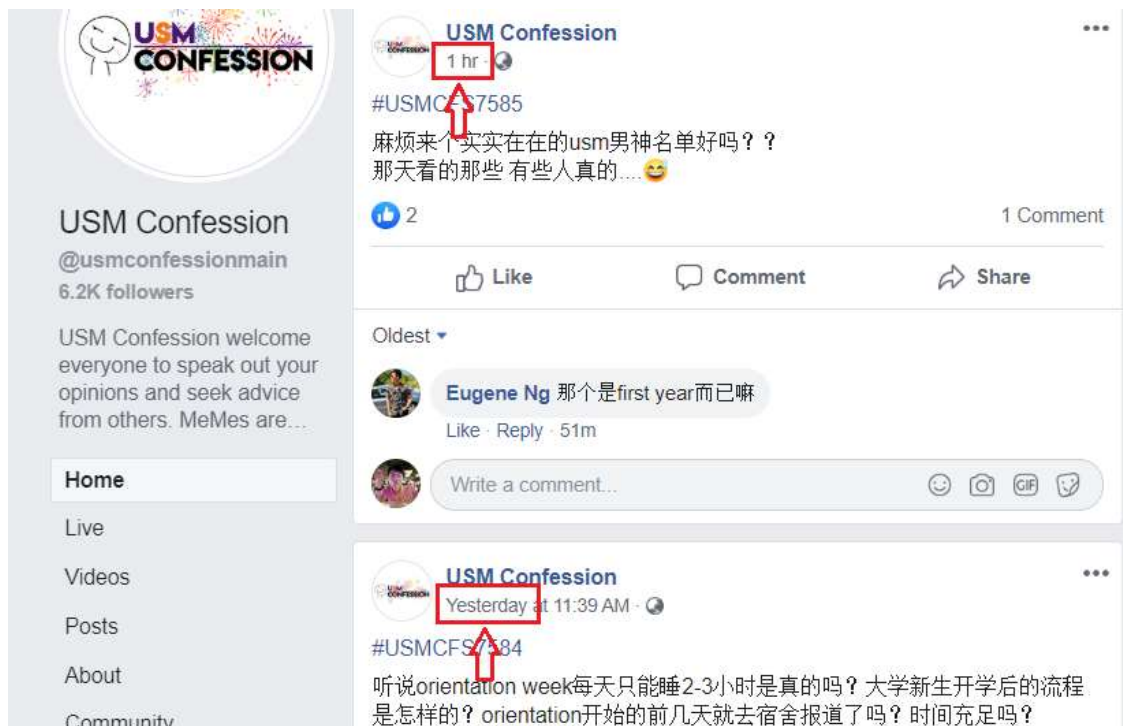 USM
CONFESSION
USM Confession
@usmconfessionmain
6.2K followers
USM Confession welcome
everyone to speak out your
opinions and seek advice
from others. MeMes are...
Home
Live
Videos
Posts
About
Community
USM Confession
1 hr
#USMCFS7585
麻烦来个实实在在的usm男神名单好吗？？
那天看的那些 有些人真的....😅
2
1 Comment
Like Comment Share
Oldest
Eugene Ng 那个是first year而已嘛
Like · Reply · 51m
Write a comment...
GIF
USM Confession
Yesterday at 11:39 AM ·
#USMCFS7584
听说orientation week每天只能睡2-3小时是真的吗？大学新生开学后的流程
是怎样的？orientation开始的前几天就去宿舍报道了吗？时间充足吗？